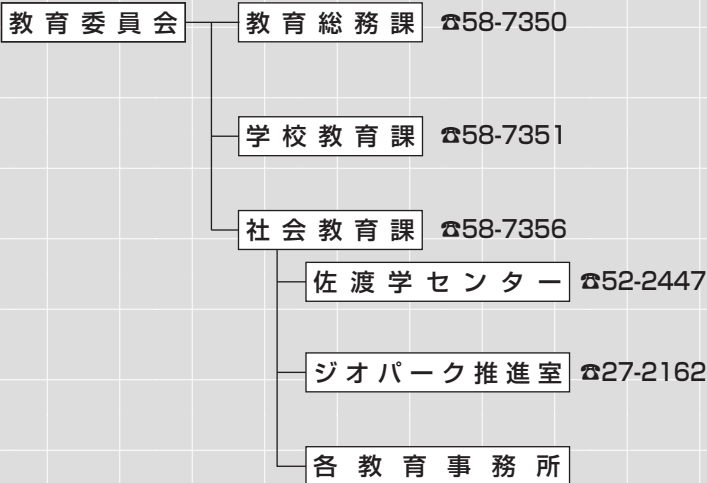 教育委員会
教育総務課 ☎58-7350
学校教育課 ☎58-7351
社会教育課 ☎58-7356
佐渡学センター ☎52-2447
ジオパーク推進室 ☎27-2162
各教育事務所